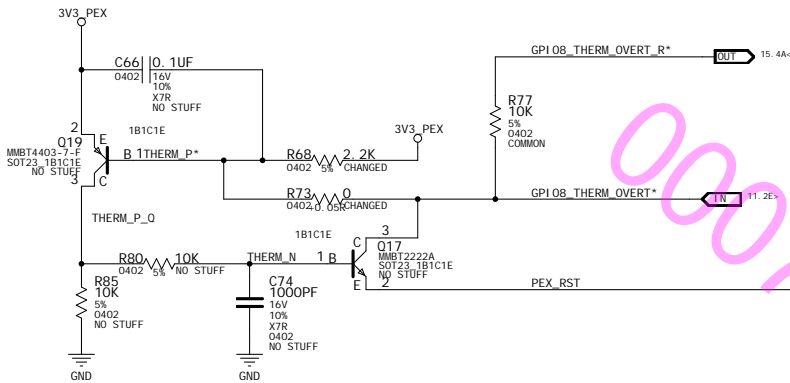 3V3_PEX
C66 0.1UF
0402 16V
10%
X7R
NO STUFF
GPIO8_THERM_OVERT_R*
OUT
15.4A<
R77
10K
5%
0402
COMMON
2
1B1C1E
Q19
MMBT4403-7-F
SOT23_1B1C1E
NO STUFF
E
B 1 THERM_P*
3
C
3V3_PEX
R68 2.2K
0402 5% CHANGED
R73 0
0402 +0.05R CHANGED
GPIO8_THERM_OVERT*
IN
11.2E>
THERM_P_Q
1B1C1E
3
C
Q17
MMBT2222A
SOT23_1B1C1E
NO STUFF
R80 10K
0402 5% NO STUFF
THERM_N
1 B
E 2
PEX_RST
R85
10K
5%
0402
NO STUFF
C74
1000PF
16V
10%
X7R
0402
NO STUFF
GND
GND